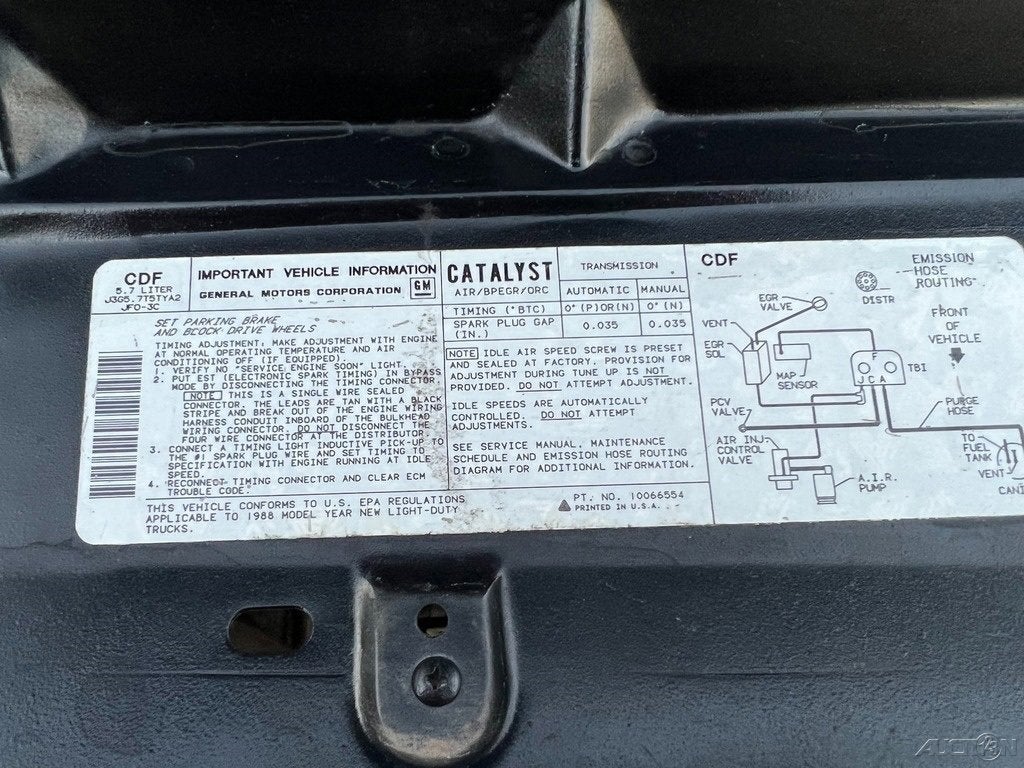 CDF
5.7 LITER
J3G5.7T5TYA2
JFO-3C
IMPORTANT VEHICLE INFORMATION
GENERAL MOTORS CORPORATION GM
SET PARKING BRAKE
AND BLOCK DRIVE WHEELS
TIMING ADJUSTMENT: MAKE ADJUSTMENT WITH ENGINE
AT NORMAL OPERATING TEMPERATURE AND AIR
CONDITIONING OFF (IF EQUIPPED).
1. VERIFY NO "SERVICE ENGINE SOON" LIGHT.
2. PUT EST (ELECTRONIC SPARK TIMING) IN BYPASS
MODE BY DISCONNECTING THE TIMING CONNECTOR.
NOTE THIS IS A SINGLE WIRE SEALED
CONNECTOR. THE LEADS ARE TAN WITH A BLACK
STRIPE AND BREAK OUT OF THE ENGINE WIRING
HARNESS CONDUIT INBOARD OF THE BULKHEAD
WIRING CONNECTOR. DO NOT DISCONNECT THE
FOUR WIRE CONNECTOR AT THE DISTRIBUTOR.
3. CONNECT A TIMING LIGHT INDUCTIVE PICK-UP TO
THE #1 SPARK PLUG WIRE AND SET TIMING TO
SPECIFICATION WITH ENGINE RUNNING AT IDLE
SPEED.
4. RECONNECT TIMING CONNECTOR AND CLEAR ECM
TROUBLE CODE.
THIS VEHICLE CONFORMS TO U.S. EPA REGULATIONS
APPLICABLE TO 1988 MODEL YEAR NEW LIGHT-DUTY
TRUCKS.
CATALYST
AIR/BPEGR/ORC
TRANSMISSION
AUTOMATIC MANUAL
TIMING (°BTC) 0°(P)OR(N) 0°(N)
SPARK PLUG GAP
(IN.) 0.035 0.035
NOTE IDLE AIR SPEED SCREW IS PRESET
AND SEALED AT FACTORY. PROVISION FOR
ADJUSTMENT DURING TUNE UP IS NOT
PROVIDED. DO NOT ATTEMPT ADJUSTMENT.
IDLE SPEEDS ARE AUTOMATICALLY
CONTROLLED. DO NOT ATTEMPT
ADJUSTMENTS.
SEE SERVICE MANUAL, MAINTENANCE
SCHEDULE AND EMISSION HOSE ROUTING
DIAGRAM FOR ADDITIONAL INFORMATION.
PT. NO. 10066554
PRINTED IN U.S.A.
CDF
EMISSION
HOSE
ROUTING
DISTR
EGR
VALVE
FRONT
OF
VEHICLE
VENT
EGR
SOL
MAP
SENSOR
F
J C A
TBI
PCV
VALVE
PURGE
HOSE
AIR INJ
CONTROL
VALVE
A.I.R.
PUMP
TO
FUEL
TANK
VENT
AUCTION 123